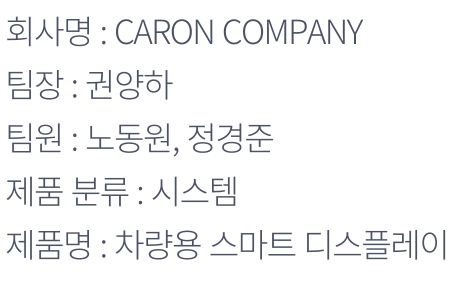 회사명 : CARON COMPANY
팀장 : 권양하
팀원 : 노동원, 정경준
제품 분류 : 시스템
제품명 : 차량용 스마트 디스플레이